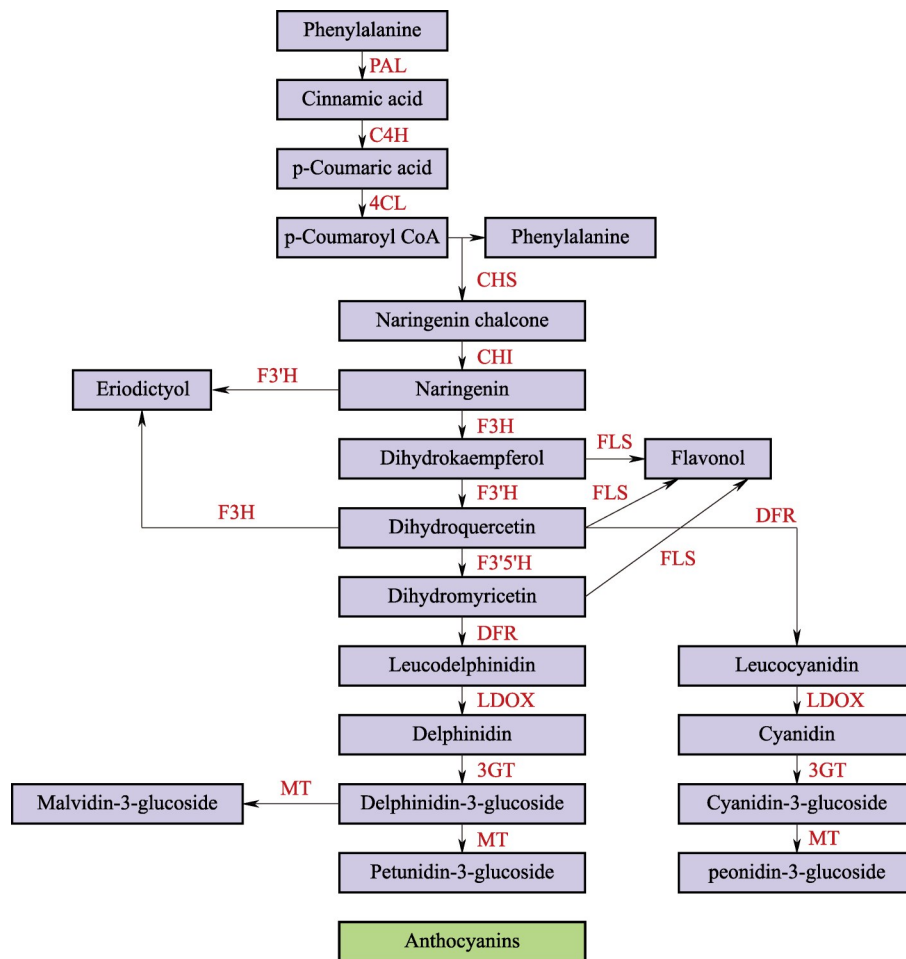 Phenylalanine
PAL
Cinnamic acid
C4H
p-Coumaric acid
4CL
p-Coumaroyl CoA
Phenylalanine
CHS
Naringenin chalcone
CHI
Eriodictyol
F3'H
Naringenin
F3H
Dihydrokaempferol
FLS
Flavonol
F3'H
FLS
F3H
Dihydroquercetin
DFR
F3'5'H
FLS
Dihydromyricetin
DFR
Leucodelphinidin
Leucocyanidin
LDOX
LDOX
Delphinidin
Cyanidin
3GT
3GT
Malvidin-3-glucoside
MT
Delphinidin-3-glucoside
Cyanidin-3-glucoside
MT
MT
Petunidin-3-glucoside
peonidin-3-glucoside
Anthocyanins